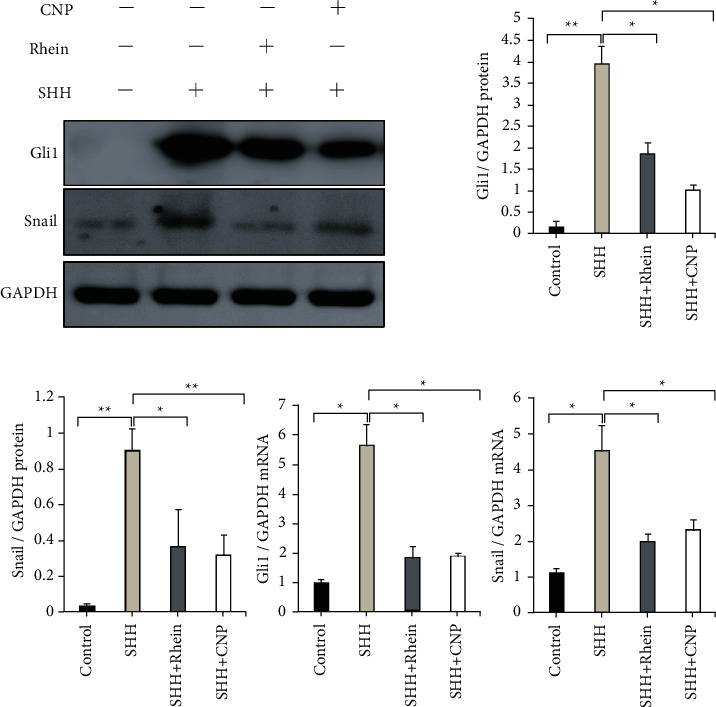 CNP − − − +
Rhein − − + −
SHH − + + +
Gli1
Snail
GAPDH
Gli1/ GAPDH protein
5
4.5
4
3.5
3
2.5
2
1.5
1
0.5
0
** * *
Control SHH SHH+Rhein SHH+CNP
Snail / GAPDH protein
1.2
1
0.8
0.6
0.4
0.2
0
** * **
Control SHH SHH+Rhein SHH+CNP
Gli1 / GAPDH mRNA
7
6
5
4
3
2
1
0
* * *
Control SHH SHH+Rhein SHH+CNP
Snail / GAPDH mRNA
6
5
4
3
2
1
0
* * *
Control SHH SHH+Rhein SHH+CNP